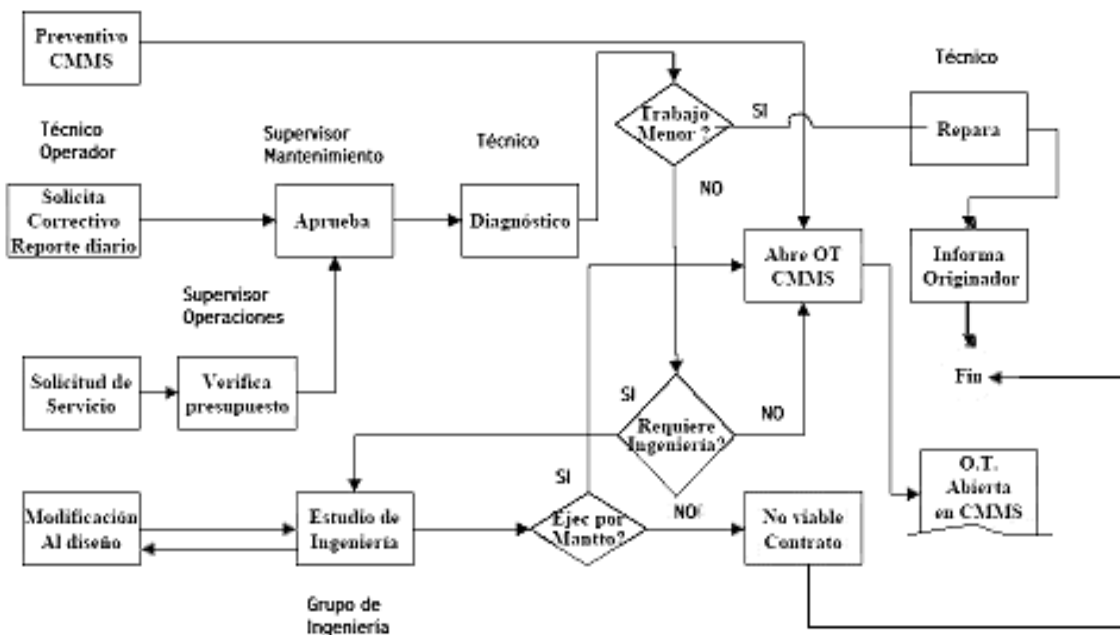 Preventivo
CMMS
Técnico
Técnico
Operador
Supervisor
Mantenimiento
Técnico
Trabajo
Menor ?
SI
Repara
NO
Solicita
Correctivo
Reporte diario
Aprueba
Diagnóstico
Abre OT
CMMS
Informa
Originador
Supervisor
Operaciones
Solicitud de
Servicio
Verifica
presupuesto
SI
Requiere
Ingeniería?
NO
Fin
SI
O.T.
Abierta
en CMMS
Modificación
Al diseño
Estudio de
Ingeniería
Ejec por
Mantto?
NO
No viable
Contrato
Grupo de
Ingeniería